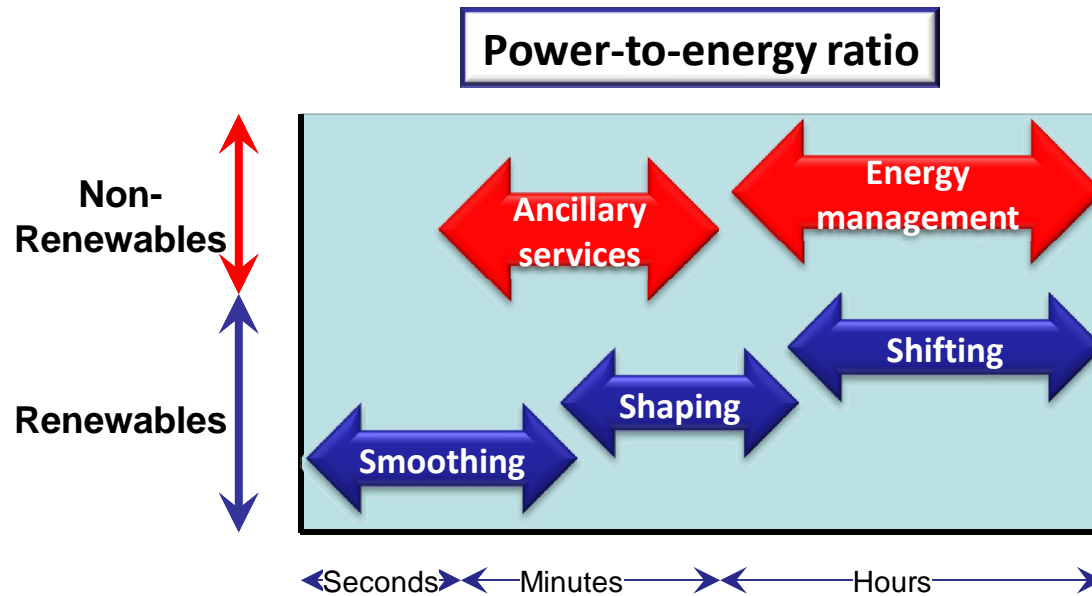 Power-to-energy ratio
Non-
Renewables
Ancillary
services
Energy
management
Renewables
Smoothing
Shaping
Shifting
Seconds
Minutes
Hours